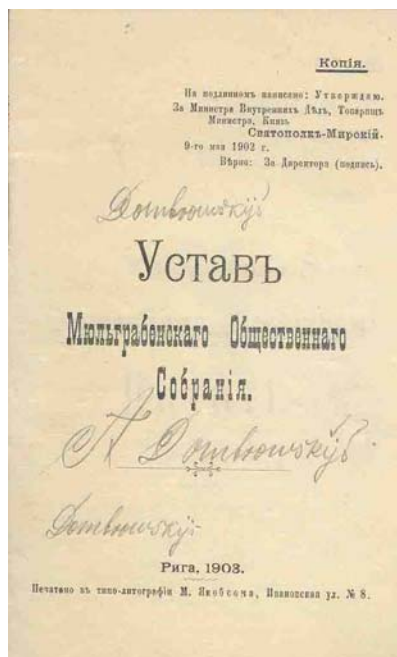 Копія.
На подлинномъ написано: Утверждаю.
За Министра Внутреннихъ Дѣлъ, Товарищъ
Министра, Князь
Святополкъ-Мирскій.
9-го мая 1902 г.
Вѣрно: За Директора (подпись).
Уставъ
Мюльграбенскаго Общественнаго
Собранія.
Рига, 1903.
Печатано въ типо-литографіи М. Якобсона, Ивановская ул. № 8.